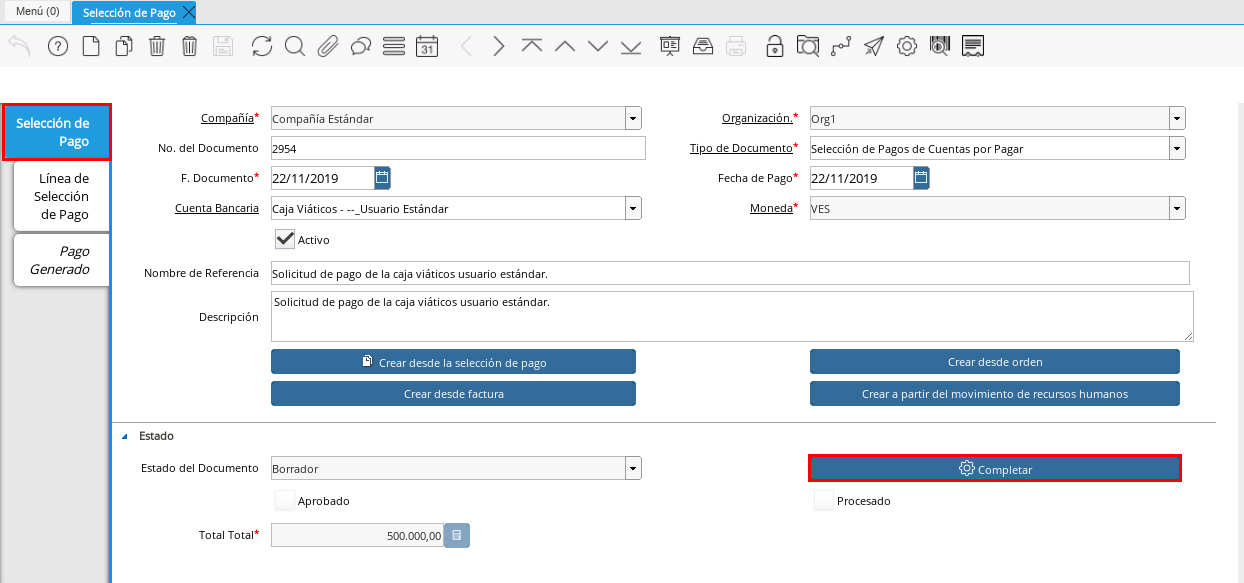 Menú (0)
Selección de Pago
31
Selección de
Pago
Línea de
Selección
de Pago
Pago
Generado
Compañía* Compañía Estándar Organización.* Org1
No. del Documento 2954 Tipo de Documento* Selección de Pagos de Cuentas por Pagar
F. Documento* 22/11/2019 Fecha de Pago* 22/11/2019
Cuenta Bancaria Caja Viáticos - --_Usuario Estándar Moneda* VES
Activo
Nombre de Referencia Solicitud de pago de la caja viáticos usuario estándar.
Descripción Solicitud de pago de la caja viáticos usuario estándar.
Crear desde la selección de pago Crear desde orden
Crear desde factura Crear a partir del movimiento de recursos humanos
Estado
Estado del Documento Borrador Completar
Aprobado Procesado
Total Total* 500.000,00